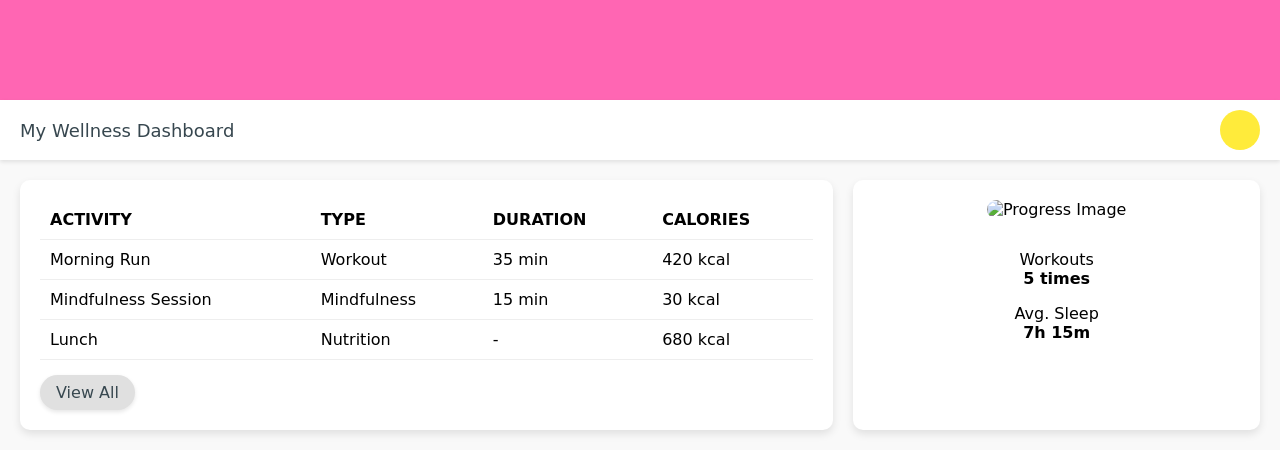 My Wellness Dashboard
ACTIVITY TYPE DURATION CALORIES
Morning Run Workout 35 min 420 kcal
Mindfulness Session Mindfulness 15 min 30 kcal
Lunch Nutrition - 680 kcal
View All
Progress Image
Workouts
5 times
Avg. Sleep
7h 15m